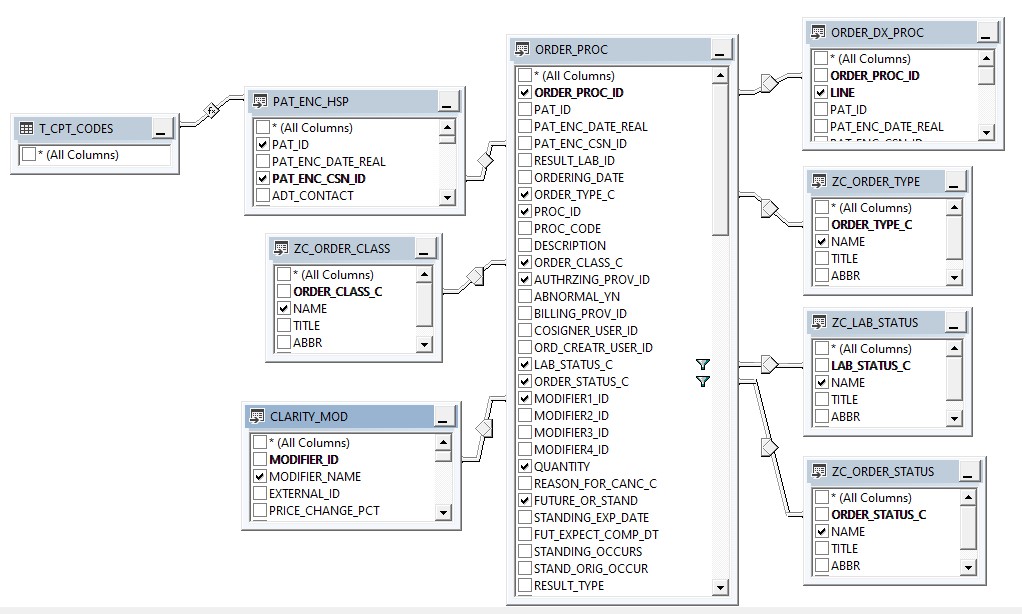 T_CPT_CODES
* (All Columns)
fx
PAT_ENC_HSP
* (All Columns)
PAT_ID
PAT_ENC_DATE_REAL
PAT_ENC_CSN_ID
ADT_CONTACT
ZC_ORDER_CLASS
* (All Columns)
ORDER_CLASS_C
NAME
TITLE
ABBR
CLARITY_MOD
* (All Columns)
MODIFIER_ID
MODIFIER_NAME
EXTERNAL_ID
PRICE_CHANGE_PCT
ORDER_PROC
* (All Columns)
ORDER_PROC_ID
PAT_ID
PAT_ENC_DATE_REAL
PAT_ENC_CSN_ID
RESULT_LAB_ID
ORDERING_DATE
ORDER_TYPE_C
PROC_ID
PROC_CODE
DESCRIPTION
ORDER_CLASS_C
AUTHRZING_PROV_ID
ABNORMAL_YN
BILLING_PROV_ID
COSIGNER_USER_ID
ORD_CREATR_USER_ID
LAB_STATUS_C
ORDER_STATUS_C
MODIFIER1_ID
MODIFIER2_ID
MODIFIER3_ID
MODIFIER4_ID
QUANTITY
REASON_FOR_CANC_C
FUTURE_OR_STAND
STANDING_EXP_DATE
FUT_EXPECT_COMP_DT
STANDING_OCCURS
STAND_ORIG_OCCUR
RESULT_TYPE
ORDER_DX_PROC
* (All Columns)
ORDER_PROC_ID
LINE
PAT_ID
PAT_ENC_DATE_REAL
ZC_ORDER_TYPE
* (All Columns)
ORDER_TYPE_C
NAME
TITLE
ABBR
ZC_LAB_STATUS
* (All Columns)
LAB_STATUS_C
NAME
TITLE
ABBR
ZC_ORDER_STATUS
* (All Columns)
ORDER_STATUS_C
NAME
TITLE
ABBR